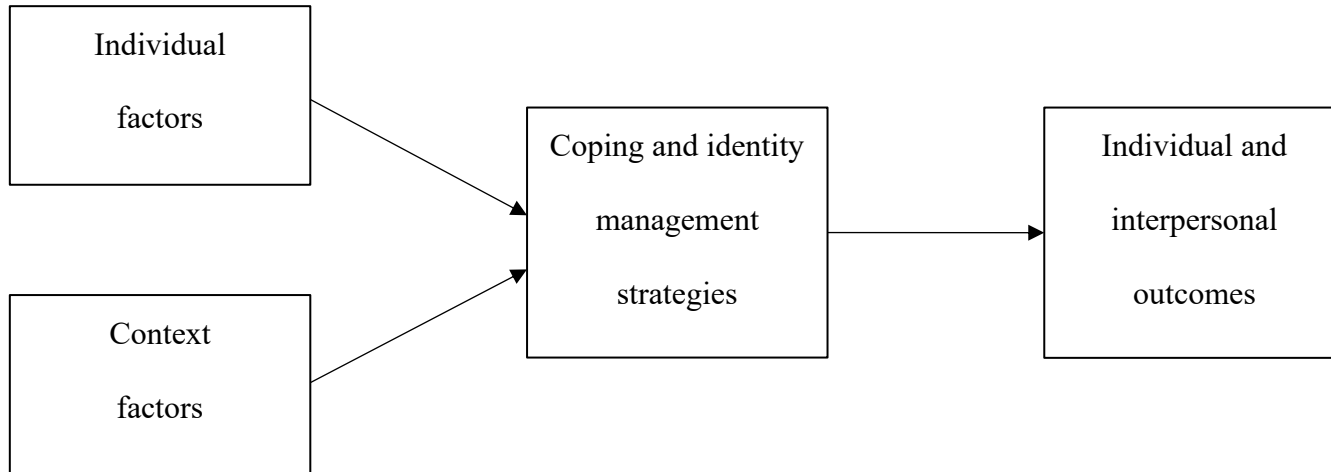 Individual
factors
Context
factors
Coping and identity
management
strategies
Individual and
interpersonal
outcomes